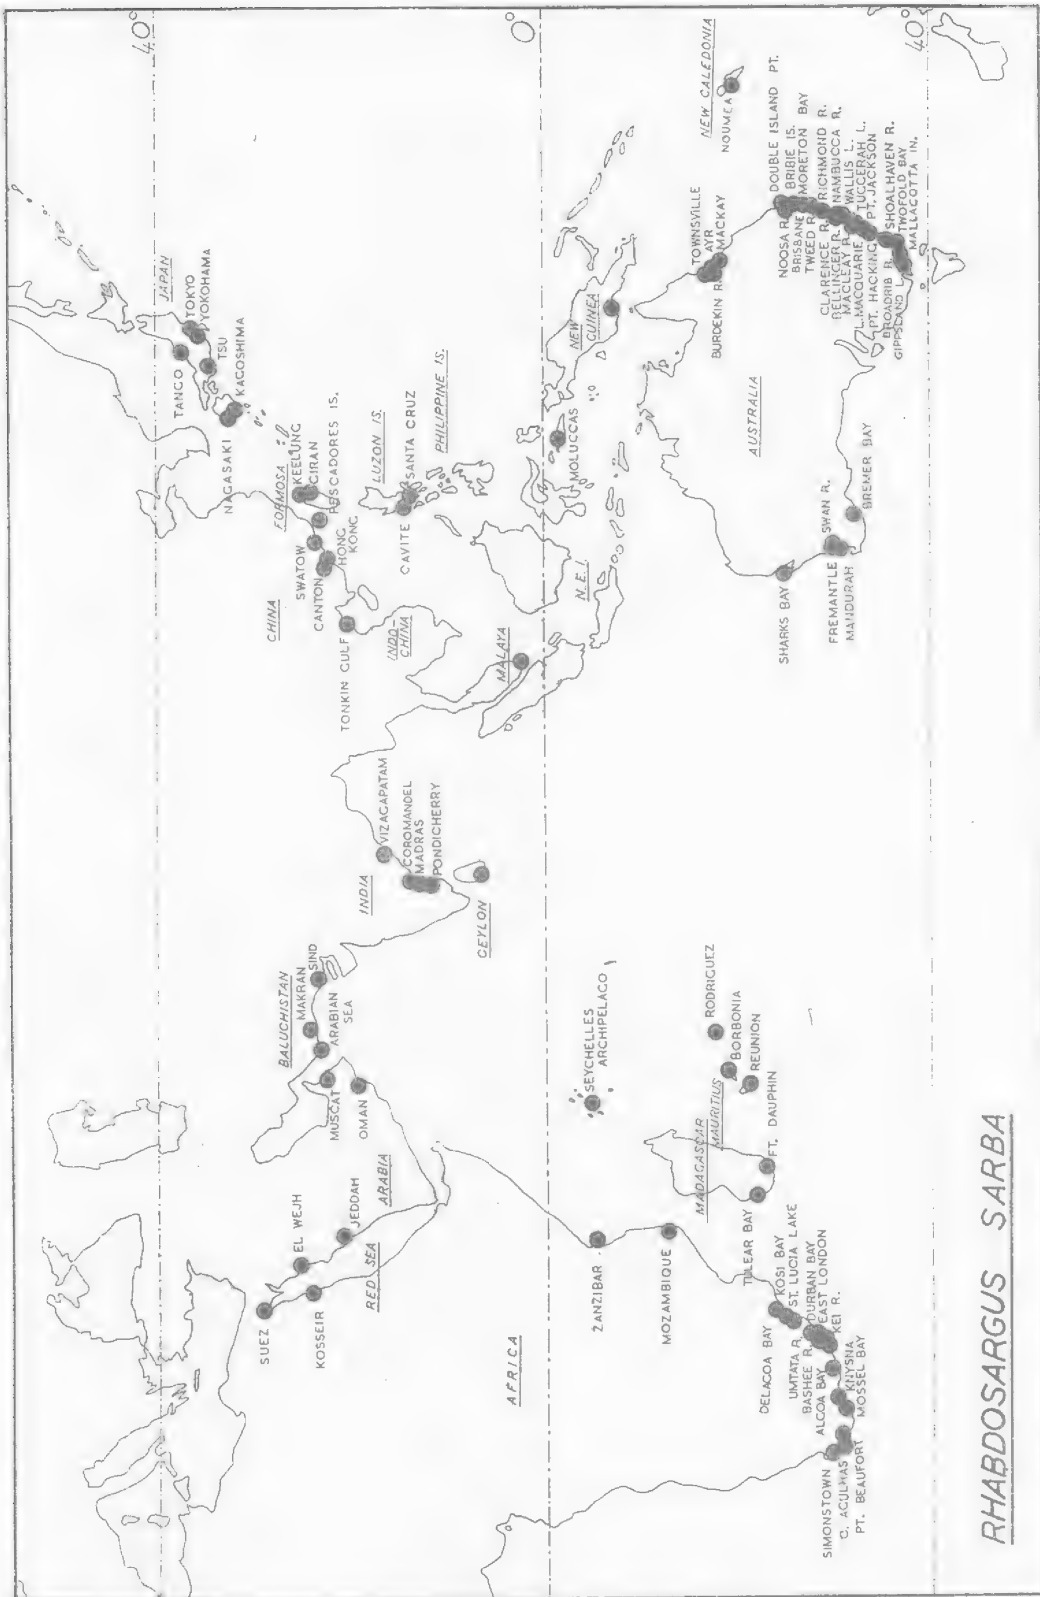 40°
0°
40°
SUEZ
EL WEJH
JEDDAH
KOSSEIR
RED SEA
ARABIA
MUSCAT
OMAN
BALUCHISTAN
MAKRAN
SIND
ARABIAN
SEA
INDIA
VIZAGAPATAM
COROMANDEL
MADRAS
PONDICHERRY
CEYLON
CHINA
FORMOSA
SWATOW
CANTON
HONG
KONG
TONKIN GULF
INDO-
CHINA
KEELUNG
GIRAN
PESCADORES IS.
LUZON IS.
CAVITE
SANTA CRUZ
PHILIPPINE IS.
JAPAN
TANGO
TOKYO
YOKOHAMA
TSU
NAGASAKI
KAGOSHIMA
MALAYA
N.E.I.
MOLUCCAS
NEW
GUINEA
AFRICA
ZANZIBAR
MOZAMBIQUE
SEYCHELLES
ARCHIPELAGO
MADAGASCAR
MAURITIUS
RODRIGUEZ
BORBONIA
REUNION
FT. DAUPHIN
TULEAR BAY
DELAGOA BAY
KOSI BAY
ST. LUCIA LAKE
UMTATA R.
BASHEE R.
DURBAN BAY
EAST LONDON
KEI R.
ALGOA BAY
KNYSNA
MOSSEL BAY
SIMONSTOWN
C. AGULHAS
PT. BEAUFORT
AUSTRALIA
SHARKS BAY
FREMANTLE
MANDURAH
SWAN R.
BREMER BAY
TOWNSVILLE
AYR
MACKAY
BURDEKIN R.
NEW CALEDONIA
NOUMEA
NOOSA R.
DOUBLE ISLAND PT.
BRIBIE IS.
BRISBANE
MORETON BAY
TWEED R.
CLARENCE R.
RICHMOND R.
BELLINGER R.
NAMBUCCA R.
MACLEAY R.
WALLIS L.
L. MACQUARIE
TUGGERAH L.
PT. HACKING
PT. JACKSON
BROADRIB R.
SHOALHAVEN R.
GIPPSLAND L.
TWOFOLD BAY
MALLACOTTA IN.
RHABDOSARGUS SARBA